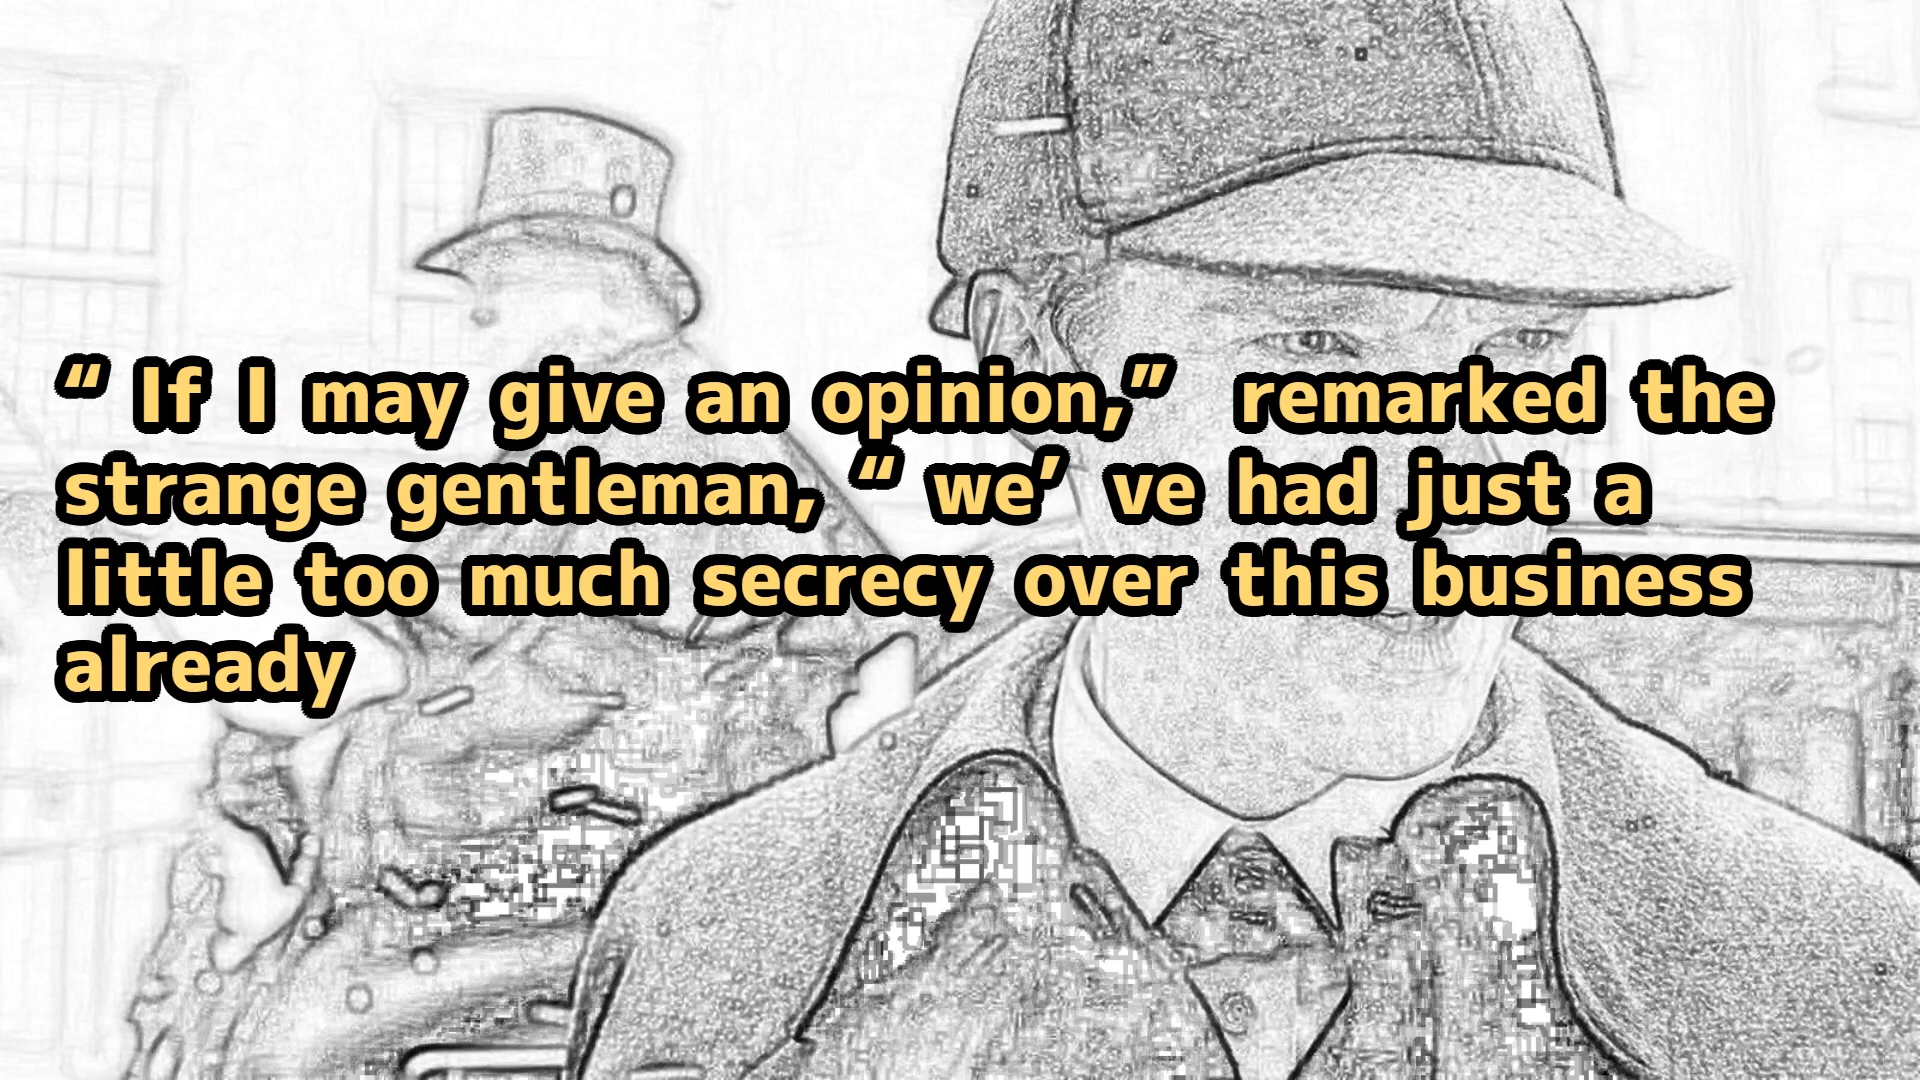 “ If I may give an opinion,”  remarked the
strange gentleman, “ we’ ve had just a
little too much secrecy over this business
already